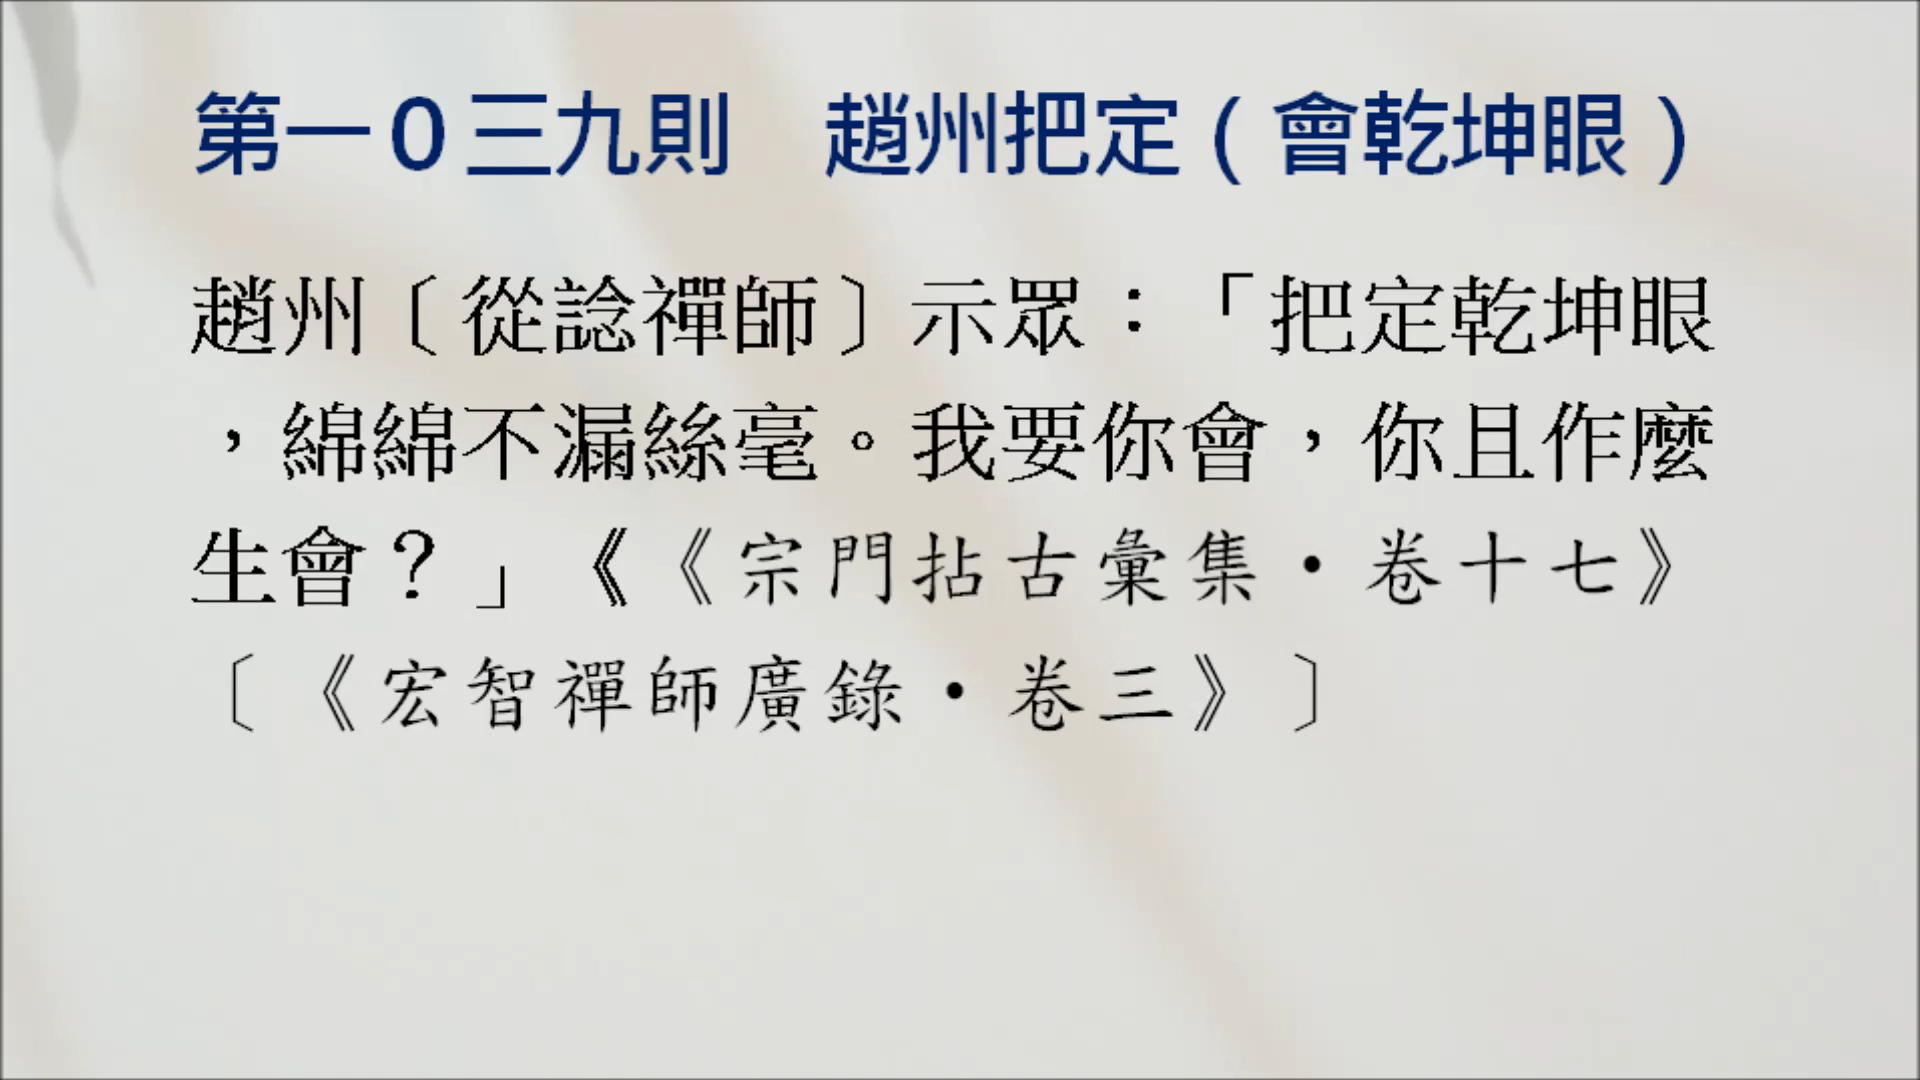 第一０三九則　趙州把定（會乾坤眼）
趙州〔從諗禪師〕示眾：「把定乾坤眼
，綿綿不漏絲毫。我要你會，你且作麼
生會？」《《宗門拈古彙集·卷十七》
〔《宏智禪師廣錄·卷三》〕